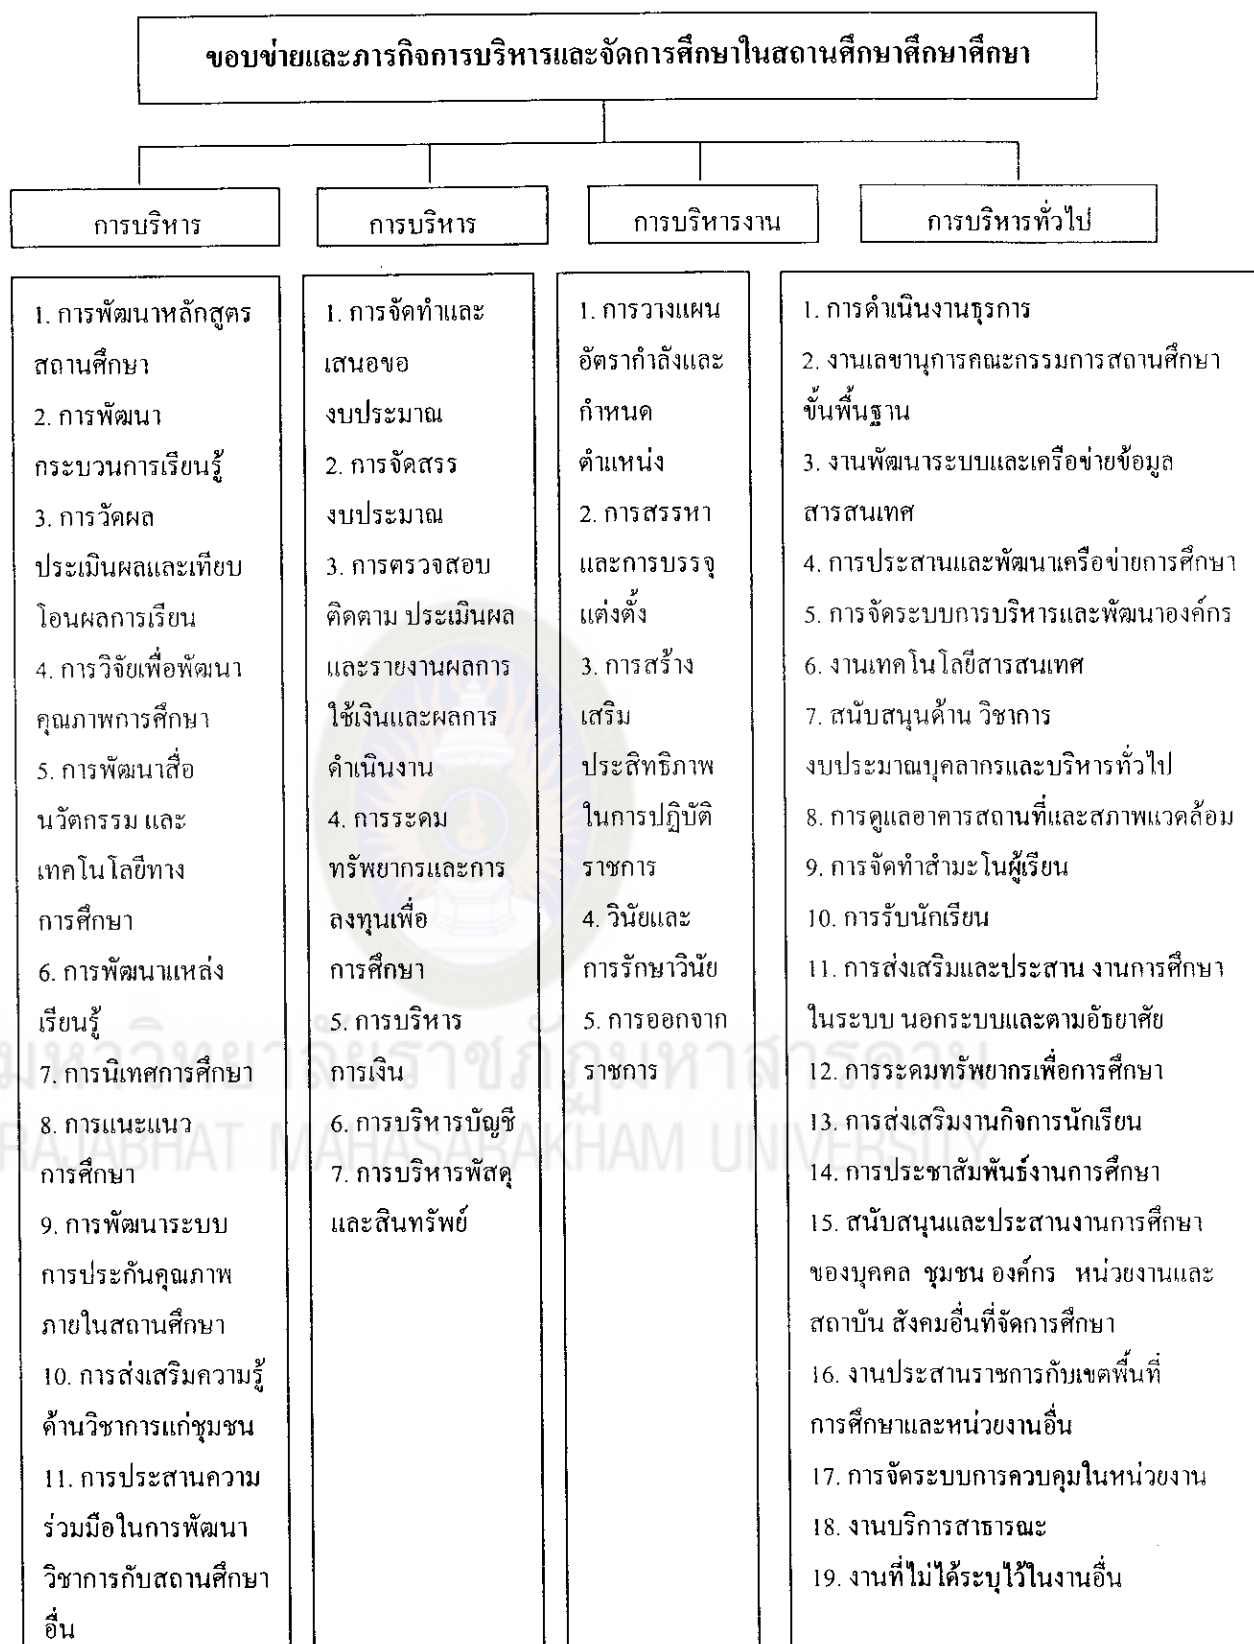 ขอบข่ายและภารกิจการบริหารและจัดการศึกษาในสถานศึกษาศึกษาศึกษา
การบริหาร
การบริหาร
การบริหารงาน
การบริหารทั่วไป
1. การพัฒนาหลักสูตร
สถานศึกษา
2. การพัฒนา
กระบวนการเรียนรู้
3. การวัดผล
ประเมินผลและเทียบ
โอนผลการเรียน
4. การวิจัยเพื่อพัฒนา
คุณภาพการศึกษา
5. การพัฒนาสื่อ
นวัตกรรม และ
เทคโนโลยีทาง
การศึกษา
6. การพัฒนาแหล่ง
เรียนรู้
7. การนิเทศการศึกษา
8. การแนะแนว
การศึกษา
9. การพัฒนาระบบ
การประกันคุณภาพ
ภายในสถานศึกษา
10. การส่งเสริมความรู้
ด้านวิชาการแก่ชุมชน
11. การประสานความ
ร่วมมือในการพัฒนา
วิชาการกับสถานศึกษา
อื่น
1. การจัดทำและ
เสนอขอ
งบประมาณ
2. การจัดสรร
งบประมาณ
3. การตรวจสอบ
ติดตาม ประเมินผล
และรายงานผลการ
ใช้เงินและผลการ
ดำเนินงาน
4. การระดม
ทรัพยากรและการ
ลงทุนเพื่อ
การศึกษา
5. การบริหาร
การเงิน
6. การบริหารบัญชี
7. การบริหารพัสดุ
และสินทรัพย์
1. การวางแผน
อัตรากำลังและ
กำหนด
ตำแหน่ง
2. การสรรหา
และการบรรจุ
แต่งตั้ง
3. การสร้าง
เสริม
ประสิทธิภาพ
ในการปฏิบัติ
ราชการ
4. วินัยและ
การรักษาวินัย
5. การออกจาก
ราชการ
1. การดำเนินงานธุรการ
2. งานเลขานุการคณะกรรมการสถานศึกษา
ขั้นพื้นฐาน
3. งานพัฒนาระบบและเครือข่ายข้อมูล
สารสนเทศ
4. การประสานและพัฒนาเครือข่ายการศึกษา
5. การจัดระบบการบริหารและพัฒนาองค์กร
6. งานเทคโนโลยีสารสนเทศ
7. สนับสนุนด้าน วิชาการ
งบประมาณบุคลากรและบริหารทั่วไป
8. การดูแลอาคารสถานที่และสภาพแวดล้อม
9. การจัดทำสำมะโนผู้เรียน
10. การรับนักเรียน
11. การส่งเสริมและประสาน งานการศึกษา
ในระบบ นอกระบบและตามอัธยาศัย
12. การระดมทรัพยากรเพื่อการศึกษา
13. การส่งเสริมงานกิจการนักเรียน
14. การประชาสัมพันธ์งานการศึกษา
15. สนับสนุนและประสานงานการศึกษา
ของบุคคล ชุมชน องค์กร หน่วยงานและ
สถาบัน สังคมอื่นที่จัดการศึกษา
16. งานประสานราชการกับเขตพื้นที่
การศึกษาและหน่วยงานอื่น
17. การจัดระบบการควบคุมในหน่วยงาน
18. งานบริการสาธารณะ
19. งานที่ไม่ได้ระบุไว้ในงานอื่น
มหาวิทยาลัยราชภัฏมหาสารคาม
RAJABHAT MAHASARAKHAM UNIVERSITY